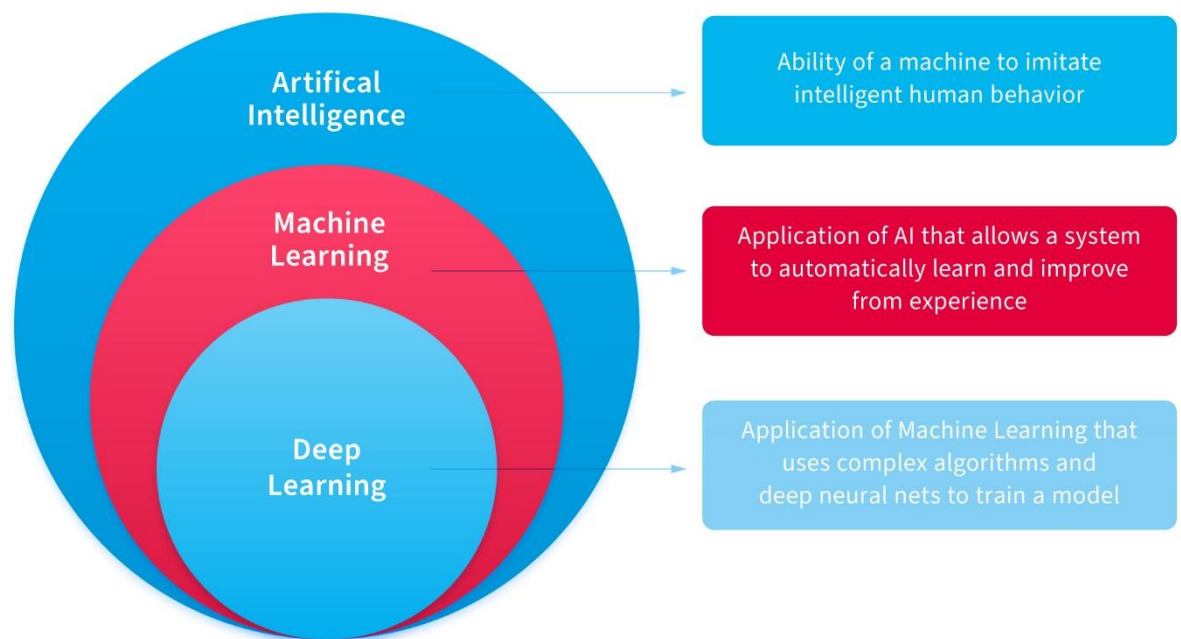 Artifical
Intelligence
Ability of a machine to imitate
intelligent human behavior
Machine
Learning
Application of AI that allows a system
to automatically learn and improve
from experience
Deep
Learning
Application of Machine Learning that
uses complex algorithms and
deep neural nets to train a model